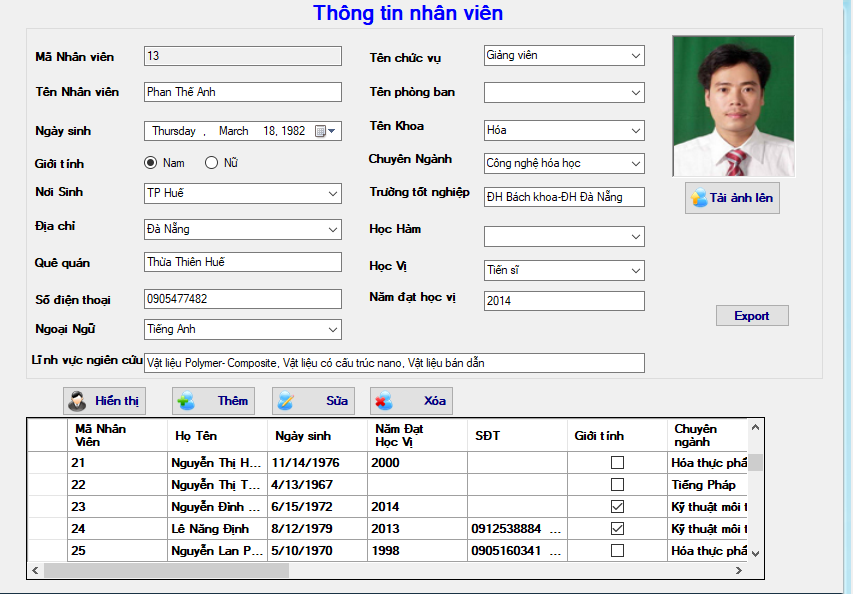 Thông tin nhân viên
Mã Nhân viên 13
Tên chức vụ Giảng viên
Tên Nhân viên Phan Thế Anh
Tên phòng ban
Ngày sinh Thursday , March 18, 1982
Tên Khoa Hóa
Giới tính Nam Nữ
Chuyên Ngành Công nghệ hóa học
Nơi Sinh TP Huế
Trường tốt nghiệp ĐH Bách khoa-ĐH Đà Nẵng
Tải ảnh lên
Địa chỉ Đà Nẵng
Học Hàm
Quê quán Thừa Thiên Huế
Học Vị Tiến sĩ
Số điện thoại 0905477482
Năm đạt học vị 2014
Export
Ngoại Ngữ Tiếng Anh
Lĩnh vực ngiên cứu Vật liệu Polymer- Composite, Vật liệu có cấu trúc nano, Vật liệu bán dẫn
Hiển thị Thêm Sửa Xóa
Mã Nhân Viên Họ Tên Ngày sinh Năm Đạt Học Vị SĐT Giới tính Chuyên ngành
21 Nguyễn Thị H... 11/14/1976 2000 Hóa thực phẩ
22 Nguyễn Thị T... 4/13/1967 Tiếng Pháp
23 Nguyễn Đình ... 6/15/1972 2014 Kỹ thuật môi t
24 Lê Năng Định 8/12/1979 2013 0912538884 ... Kỹ thuật môi t
25 Nguyễn Lan P... 5/10/1970 1998 0905160341 ... Hóa thực phẩ